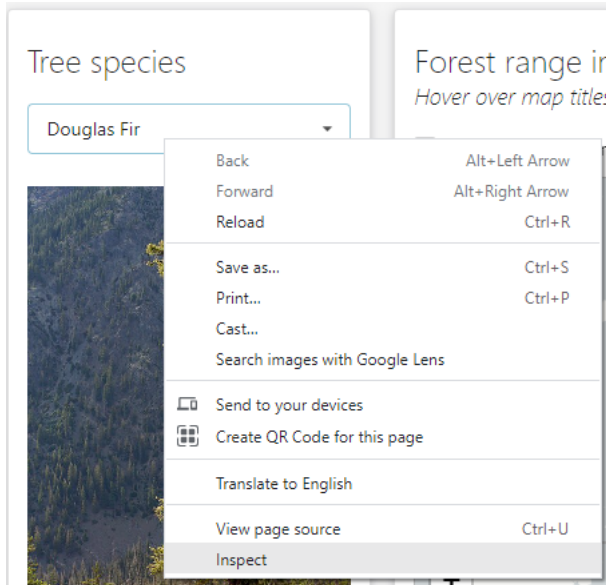 Tree species
Forest range in
Hover over map titles
Douglas Fir
Back Alt+Left Arrow
Forward Alt+Right Arrow
Reload Ctrl+R
Save as... Ctrl+S
Print... Ctrl+P
Cast...
Search images with Google Lens
Send to your devices
Create QR Code for this page
Translate to English
View page source Ctrl+U
Inspect